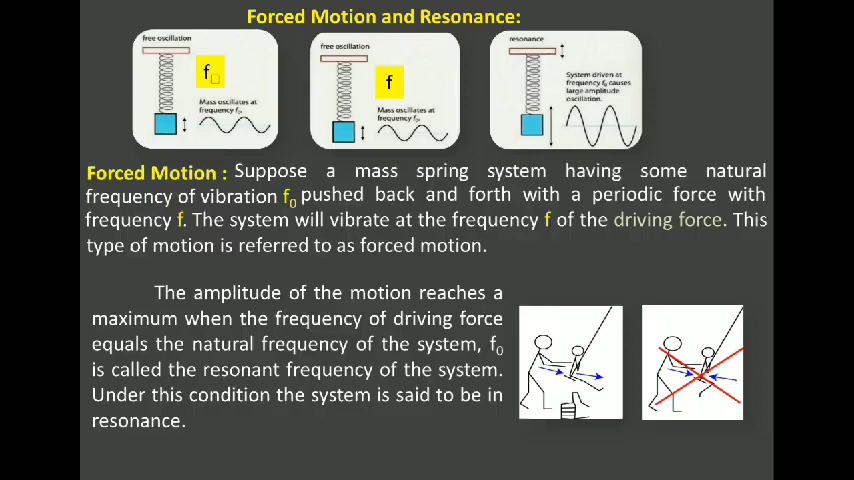 Forced Motion and Resonance:
free oscillation
f□
Mass oscillates at
frequency f₀.
free oscillation
f
Mass oscillates at
frequency f₀.
resonance
System driven at
frequency f₀ causes
large amplitude
oscillation.
Forced Motion : Suppose a mass spring system having some natural
frequency of vibration f₀ pushed back and forth with a periodic force with
frequency f. The system will vibrate at the frequency f of the driving force. This
type of motion is referred to as forced motion.
The amplitude of the motion reaches a
maximum when the frequency of driving force
equals the natural frequency of the system, f₀
is called the resonant frequency of the system.
Under this condition the system is said to be in
resonance.